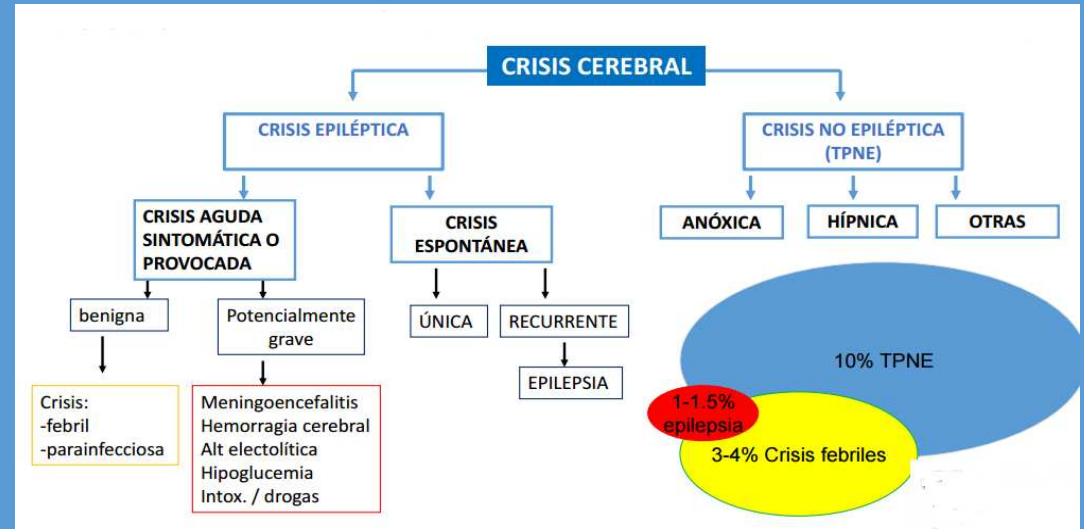 CRISIS CEREBRAL
CRISIS EPILÉPTICA
CRISIS NO EPILÉPTICA
(TPNE)
CRISIS AGUDA
SINTOMÁTICA O
PROVOCADA
CRISIS
ESPONTÁNEA
ANÓXICA
HÍPNICA
OTRAS
benigna
Potencialmente
grave
ÚNICA
RECURRENTE
EPILEPSIA
Crisis:
-febril
-parainfecciosa
Meningoencefalitis
Hemorragia cerebral
Alt electolítica
Hipoglucemia
Intox. / drogas
10% TPNE
1-1.5%
epilepsia
3-4% Crisis febriles